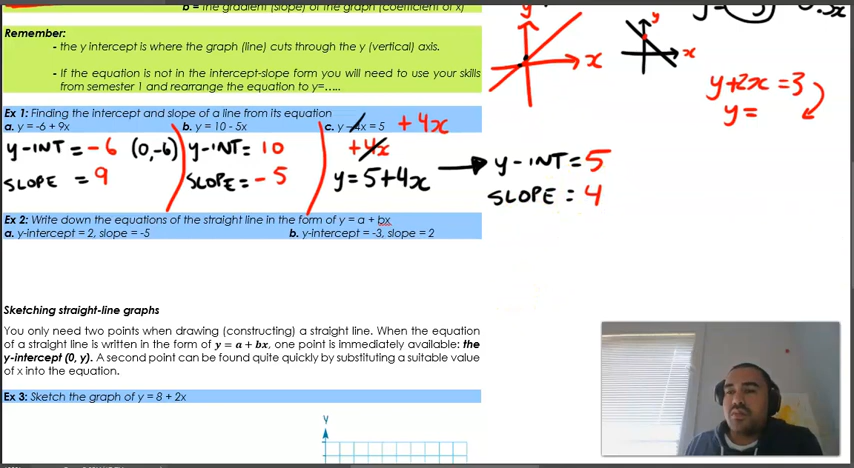 b = the gradient (slope) of the graph (coefficient of x)
Remember:
- the y intercept is where the graph (line) cuts through the y (vertical) axis.
- If the equation is not in the intercept-slope form you will need to use your skills
from semester 1 and rearrange the equation to y=.....
y
x
y
x
y+2x = 3
y =
Ex 1: Finding the intercept and slope of a line from its equation
a. y = -6 + 9x
b. y = 10 - 5x
c. y - 4x = 5 + 4x
+4x
y-INT = -6 (0,-6)
SLOPE = 9
y-INT = 10
SLOPE = -5
y = 5+4x
y-INT = 5
SLOPE = 4
Ex 2: Write down the equations of the straight line in the form of y = a + bx
a. y-intercept = 2, slope = -5
b. y-intercept = -3, slope = 2
Sketching straight-line graphs
You only need two points when drawing (constructing) a straight line. When the equation
of a straight line is written in the form of y = a + bx, one point is immediately available: the
y-intercept (0, y). A second point can be found quite quickly by substituting a suitable value
of x into the equation.
Ex 3: Sketch the graph of y = 8 + 2x
y